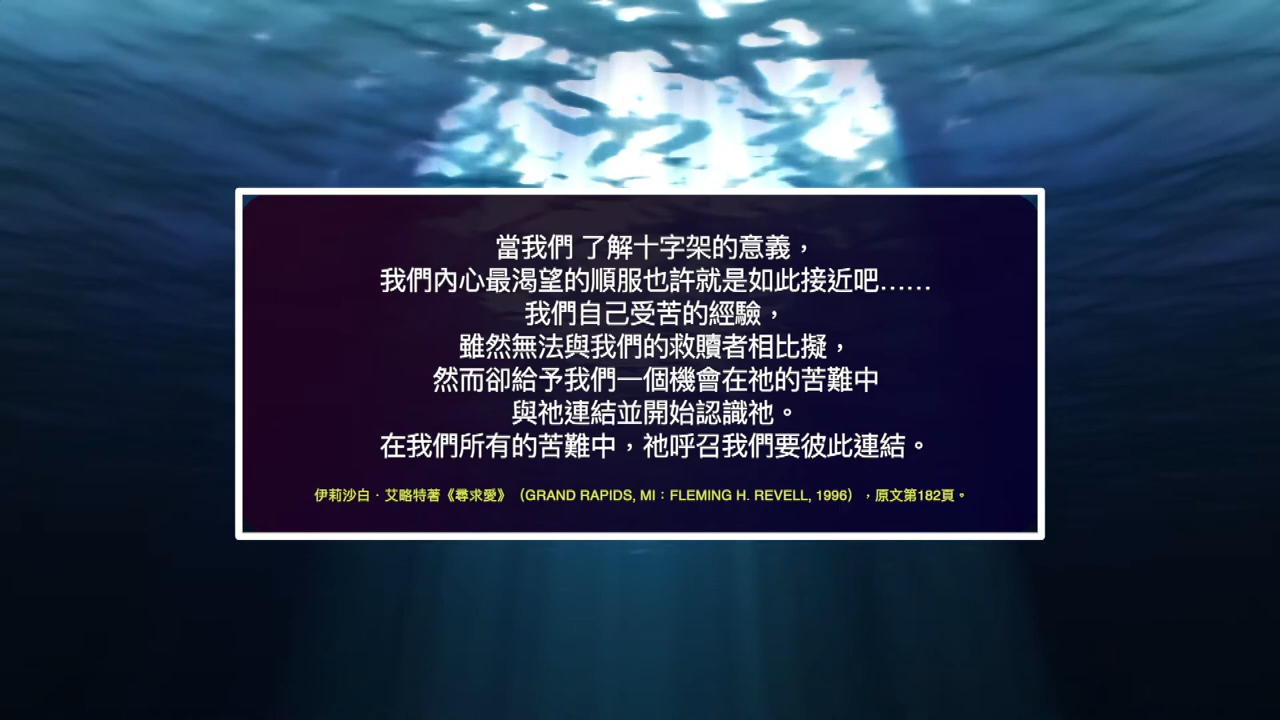 當我們 了解十字架的意義，
我們內心最渴望的順服也許就是如此接近吧……
我們自己受苦的經驗，
雖然無法與我們的救贖者相比擬，
然而卻給予我們一個機會在祂的苦難中
與祂連結並開始認識祂。
在我們所有的苦難中，祂呼召我們要彼此連結。
伊莉沙白．艾略特著《尋求愛》（GRAND RAPIDS, MI：FLEMING H. REVELL, 1996），原文第182頁。